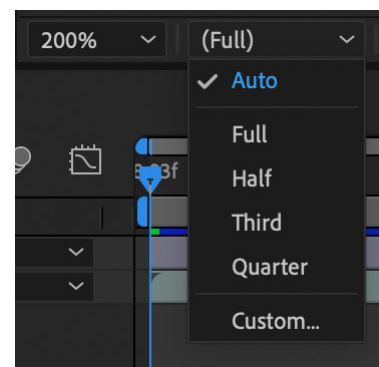 200% (Full)
Auto
Full
Half
Third
Quarter
Custom...